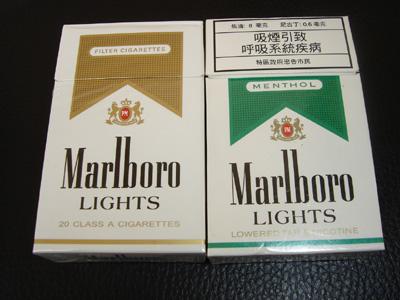 FILTER CIGARETTES
Marlboro
LIGHTS
20 CLASS A CIGARETTES
焦油: 8 毫克 尼古丁: 0.6 毫克
吸煙引致
呼吸系統疾病
特區政府忠告市民
MENTHOL
Marlboro
LIGHTS
LOWERED TAR & NICOTINE